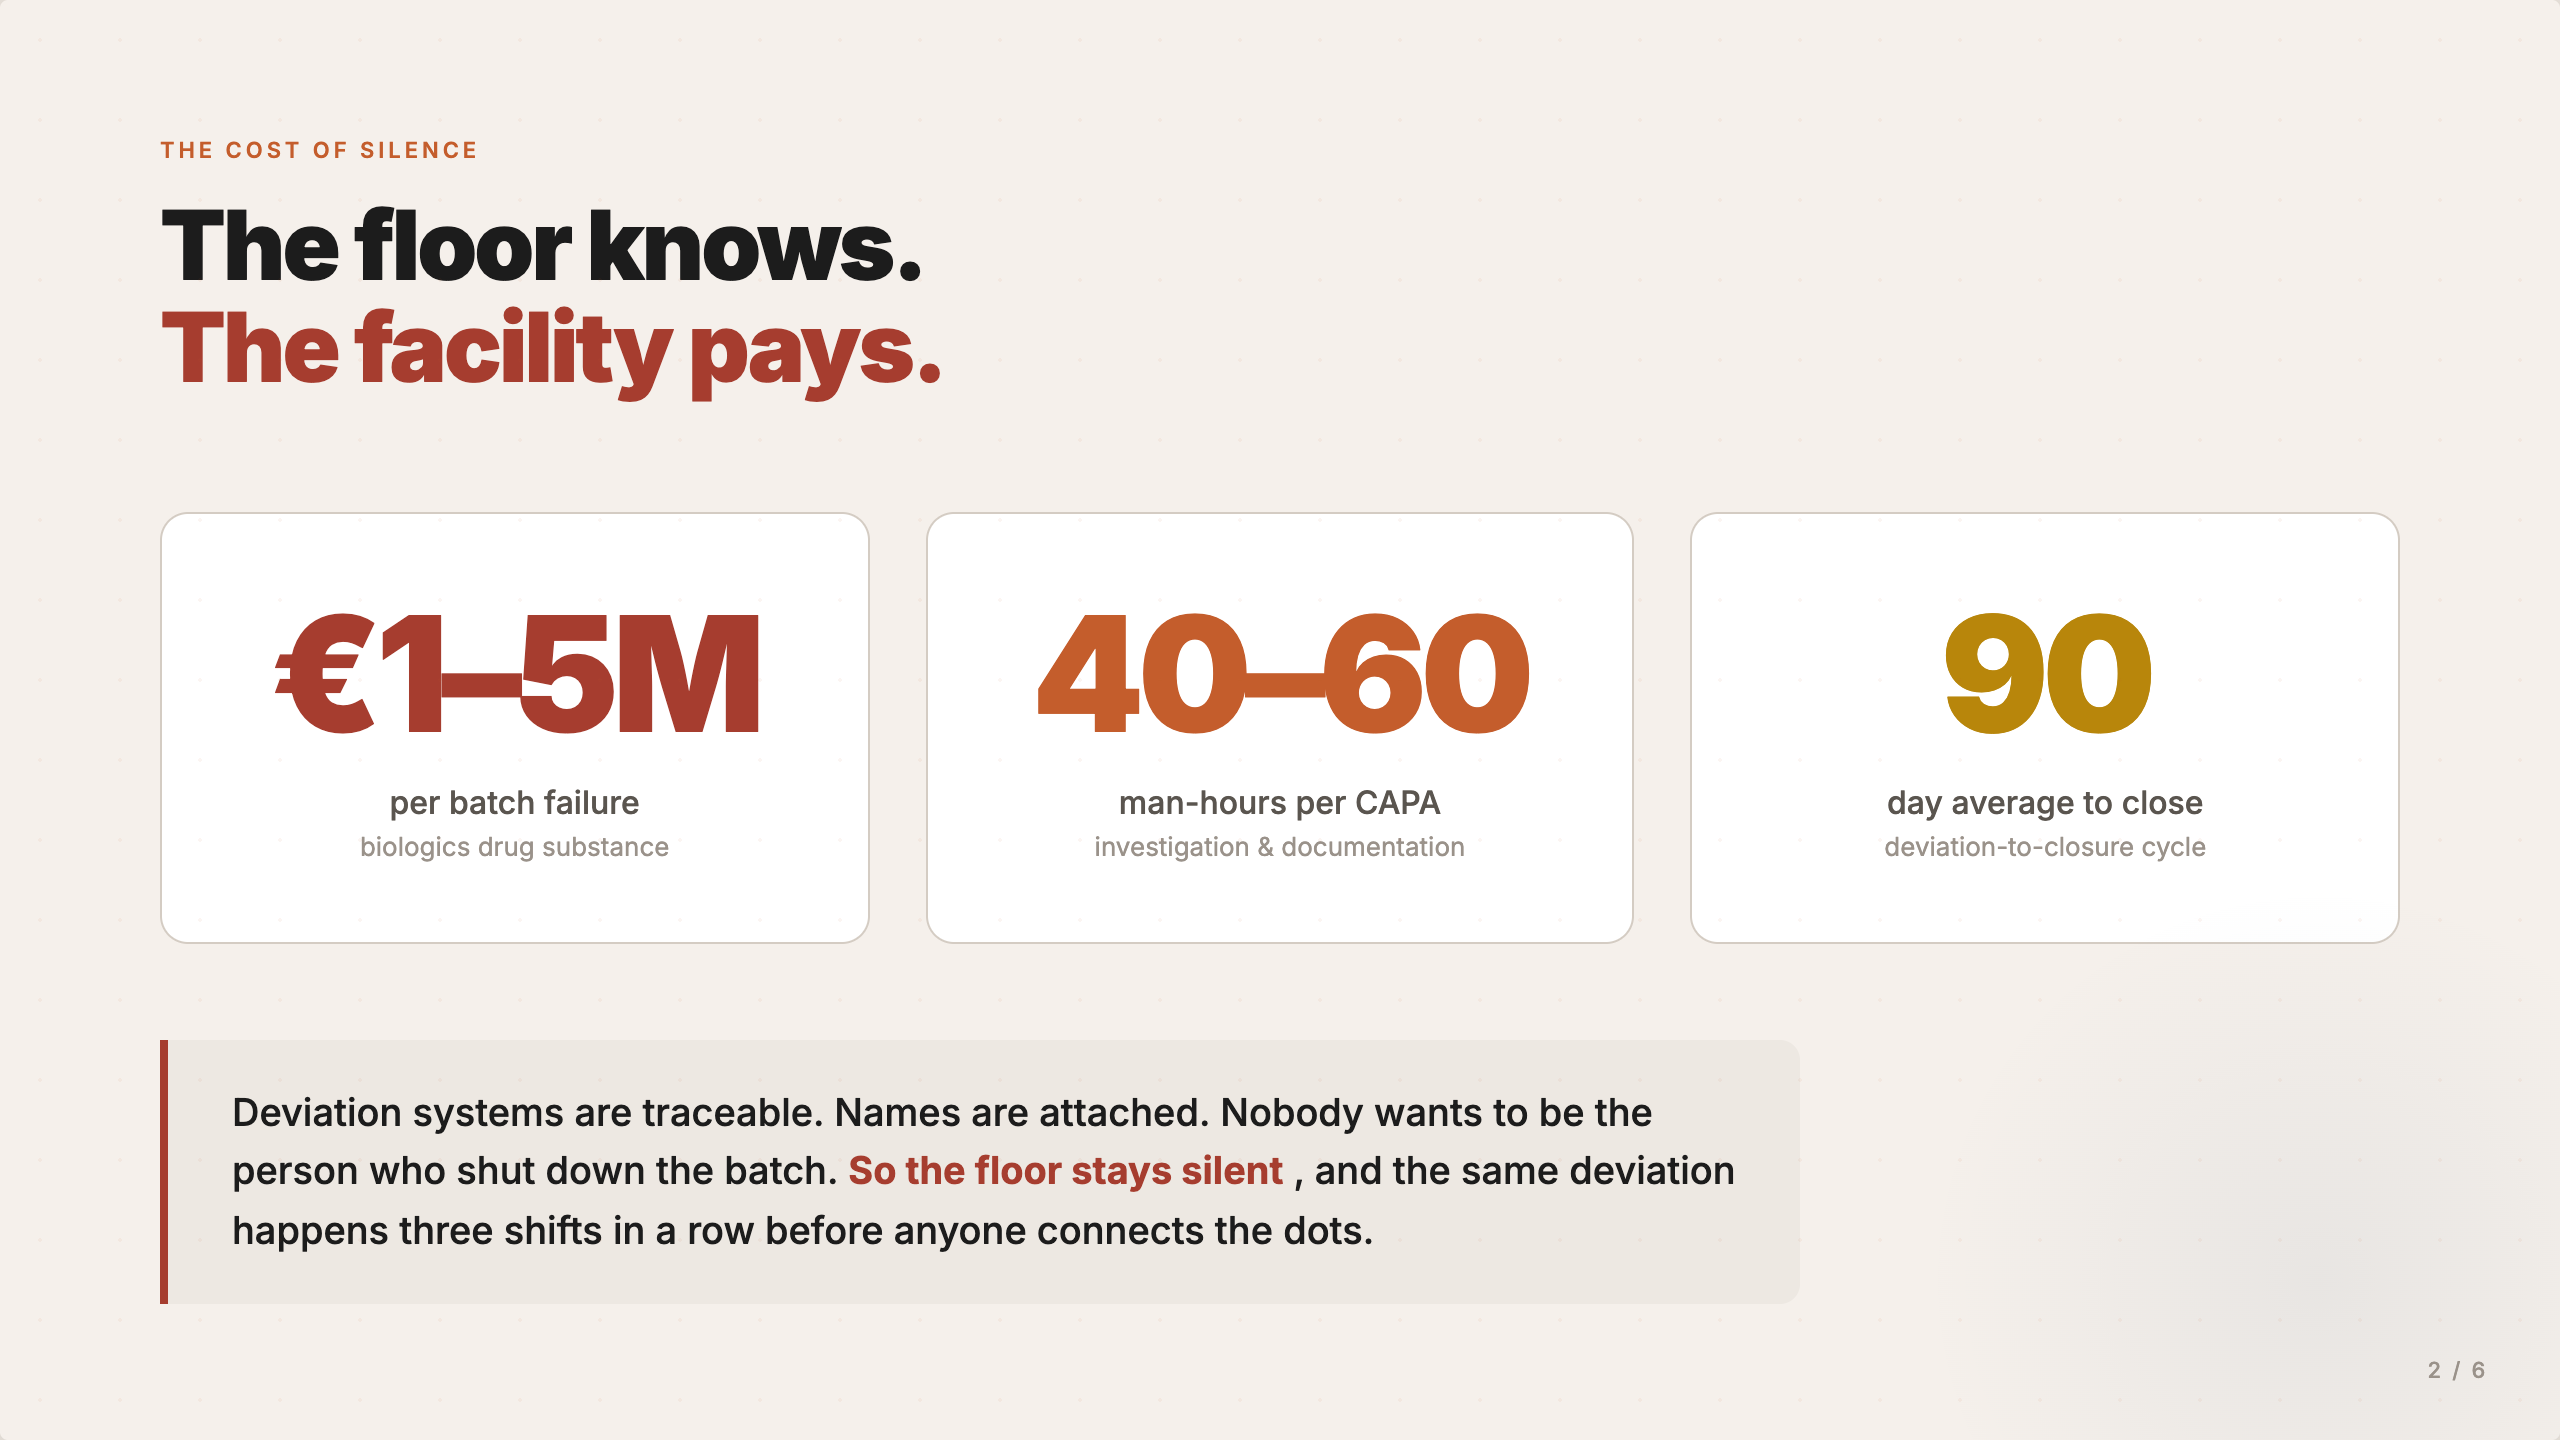 THE COST OF SILENCE
The floor knows.
The facility pays.
€1–5M
per batch failure
biologics drug substance
40–60
man-hours per CAPA
investigation & documentation
90
day average to close
deviation-to-closure cycle
Deviation systems are traceable. Names are attached. Nobody wants to be the
person who shut down the batch. So the floor stays silent , and the same deviation
happens three shifts in a row before anyone connects the dots.
2 / 6